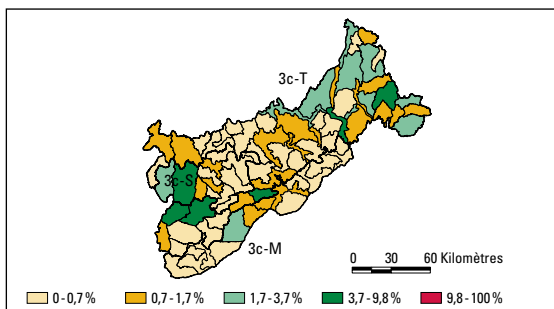 3c-T
3c-S
3c-M
0 30 60 Kilomètres
0 - 0,7 % 0,7 - 1,7 % 1,7 - 3,7 % 3,7 - 9,8 % 9,8 - 100 %